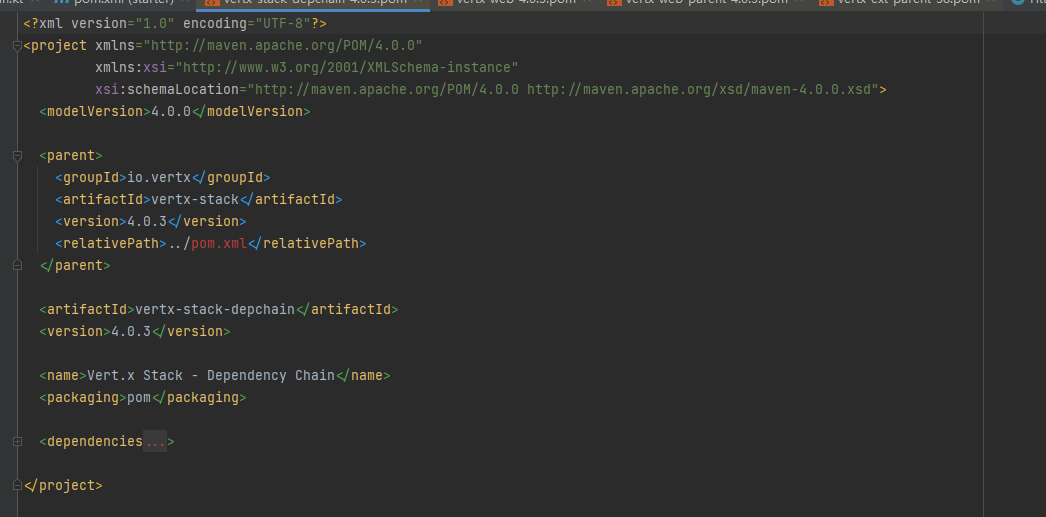 pom.xml (starter) vertx-stack-depchain-4.0.3.pom vertx-web-4.0.3.pom vertx-web-parent-4.0.3.pom vertx-ext-parent-38.pom
<?xml version="1.0" encoding="UTF-8"?>
<project xmlns="http://maven.apache.org/POM/4.0.0"
xmlns:xsi="http://www.w3.org/2001/XMLSchema-instance"
xsi:schemaLocation="http://maven.apache.org/POM/4.0.0 http://maven.apache.org/xsd/maven-4.0.0.xsd">
<modelVersion>4.0.0</modelVersion>
<parent>
<groupId>io.vertx</groupId>
<artifactId>vertx-stack</artifactId>
<version>4.0.3</version>
<relativePath>../pom.xml</relativePath>
</parent>
<artifactId>vertx-stack-depchain</artifactId>
<version>4.0.3</version>
<name>Vert.x Stack - Dependency Chain</name>
<packaging>pom</packaging>
<dependencies...>
</project>